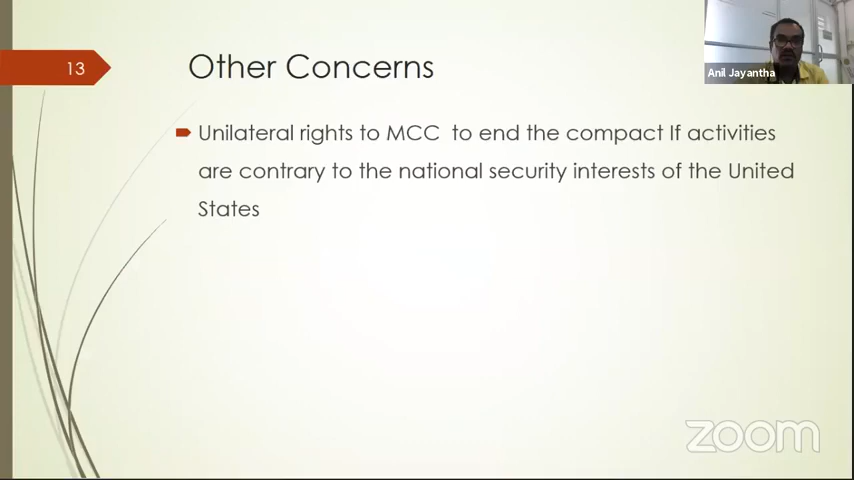 13
Other Concerns
Unilateral rights to MCC to end the compact If activities
are contrary to the national security interests of the United
States
Anil Jayantha
zoom